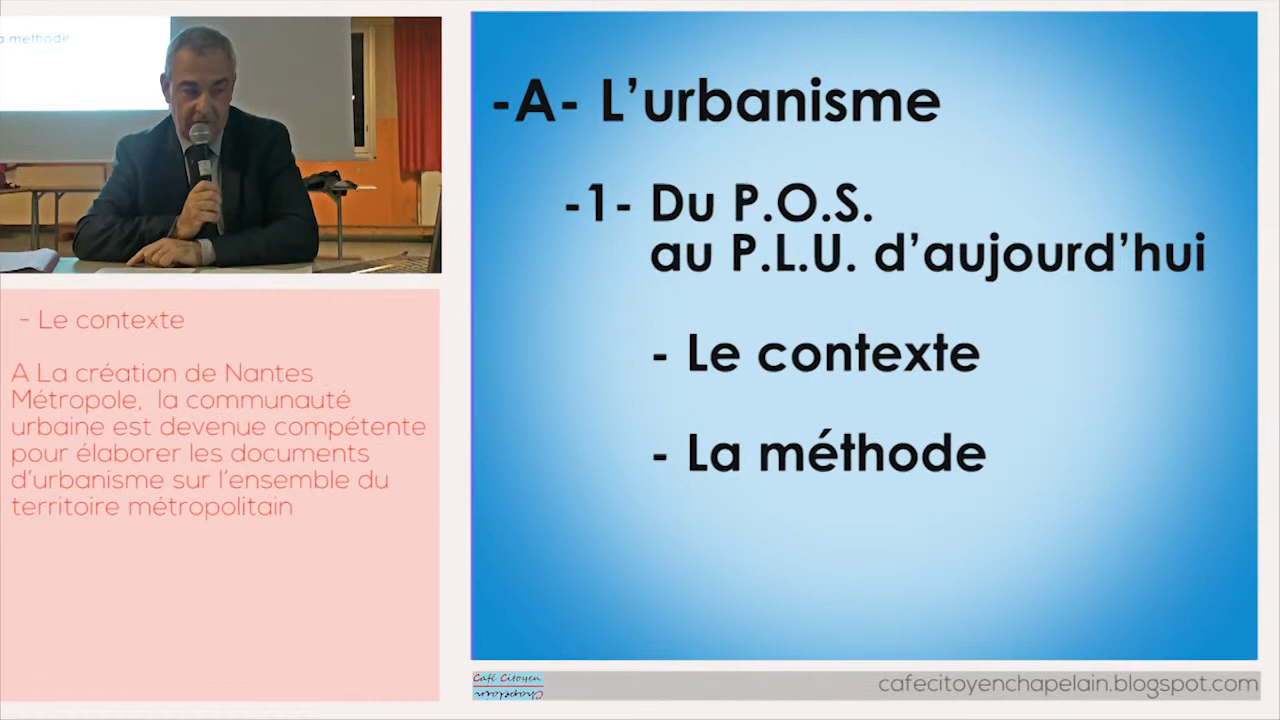 a methode
- Le contexte
A La création de Nantes
Métropole, la communauté
urbaine est devenue compétente
pour élaborer les documents
d'urbanisme sur l'ensemble du
territoire métropolitain
-A- L'urbanisme
-1- Du P.O.S.
au P.L.U. d'aujourd'hui
- Le contexte
- La méthode
Café Citoyen
Chapelain
cafecitoyenchapelain.blogspot.com